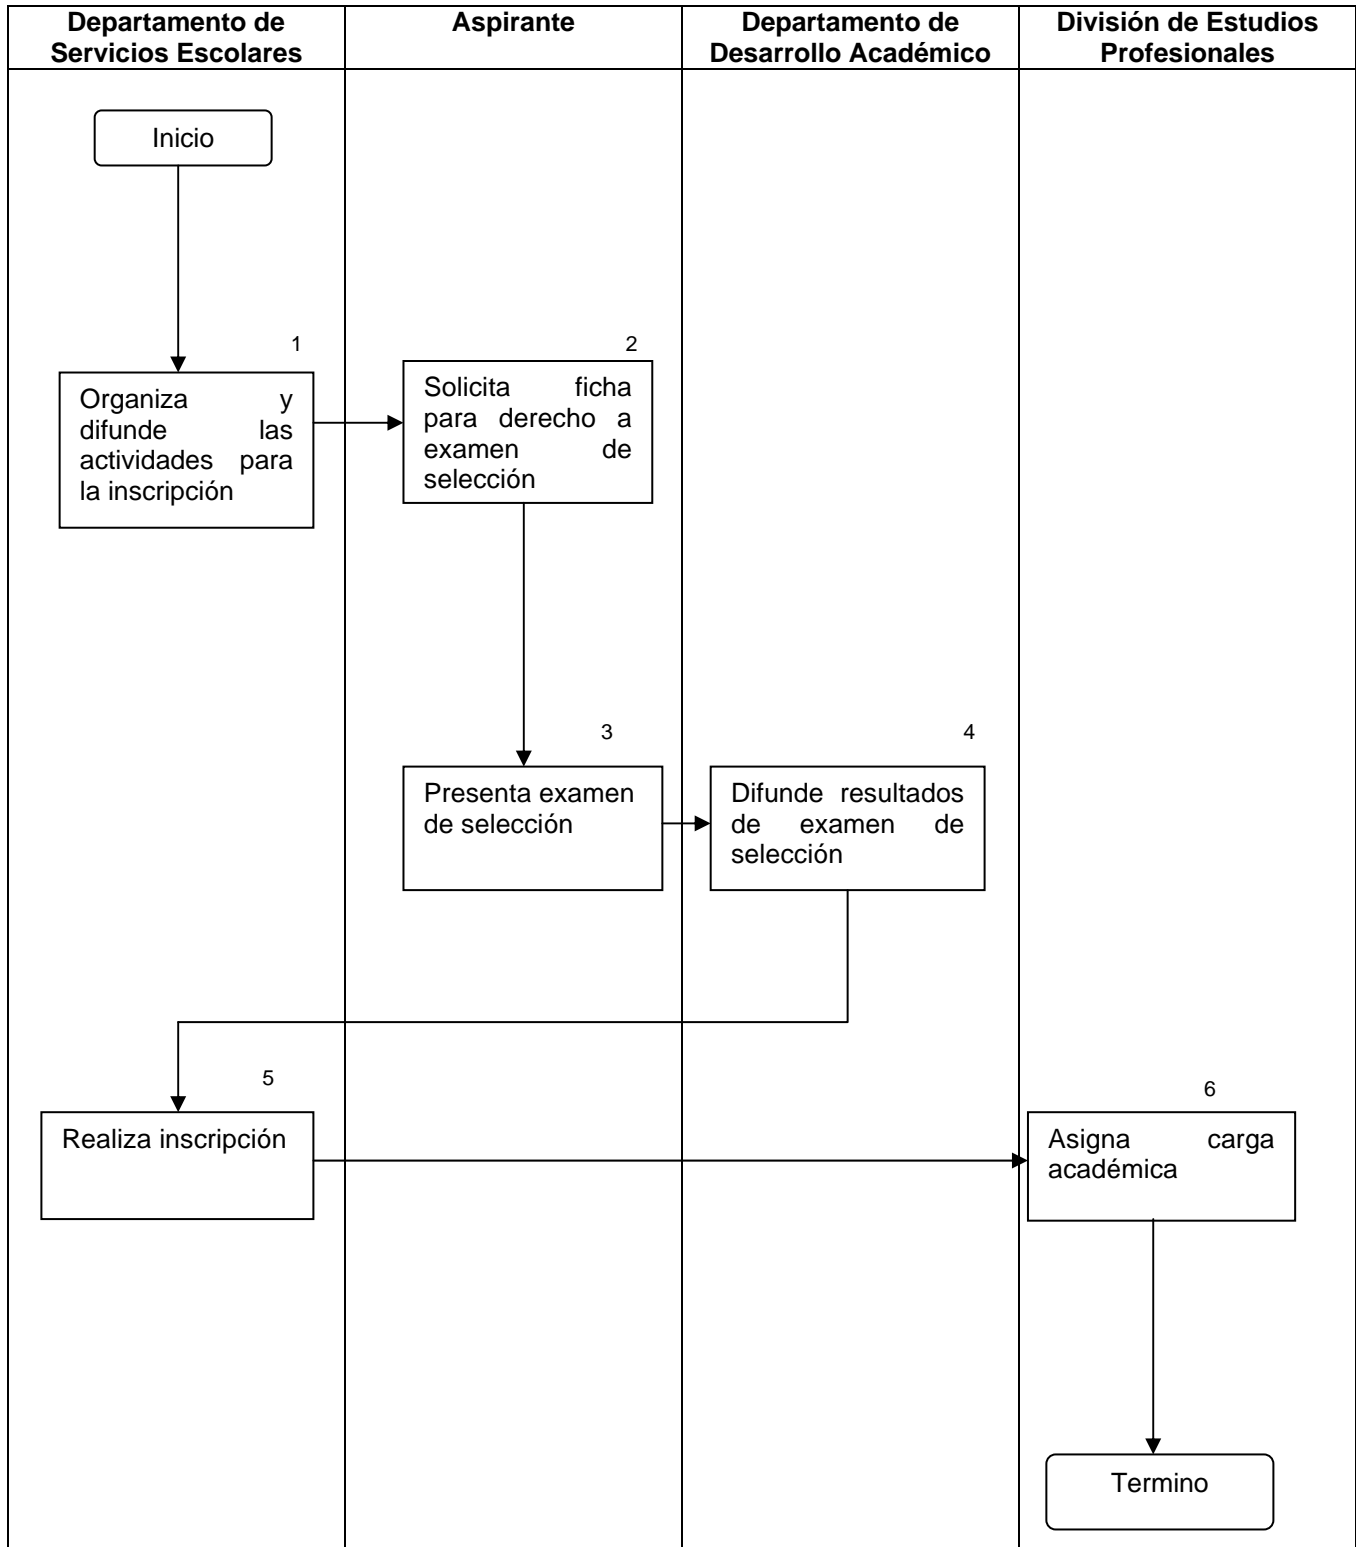 Departamento de
Servicios Escolares
Aspirante
Departamento de
Desarrollo Académico
División de Estudios
Profesionales
Inicio
1
Organiza y
difunde las
actividades para
la inscripción
2
Solicita ficha
para derecho a
examen de
selección
3
Presenta examen
de selección
4
Difunde resultados
de examen de
selección
5
Realiza inscripción
6
Asigna carga
académica
Termino